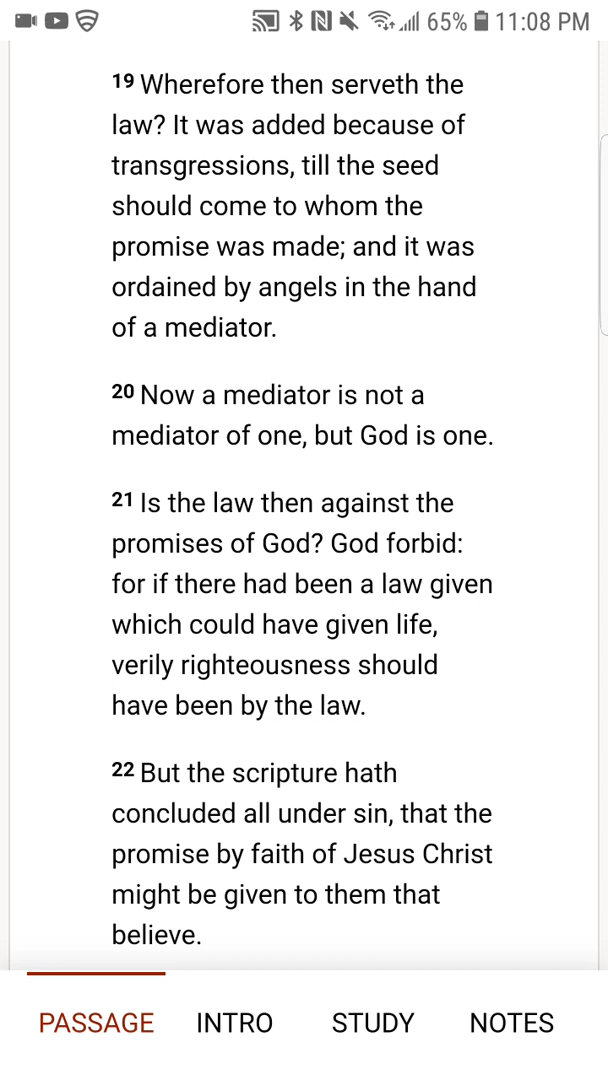 65% 11:08 PM
19 Wherefore then serveth the
law? It was added because of
transgressions, till the seed
should come to whom the
promise was made; and it was
ordained by angels in the hand
of a mediator.
20 Now a mediator is not a
mediator of one, but God is one.
21 Is the law then against the
promises of God? God forbid:
for if there had been a law given
which could have given life,
verily righteousness should
have been by the law.
22 But the scripture hath
concluded all under sin, that the
promise by faith of Jesus Christ
might be given to them that
believe.
PASSAGE INTRO STUDY NOTES